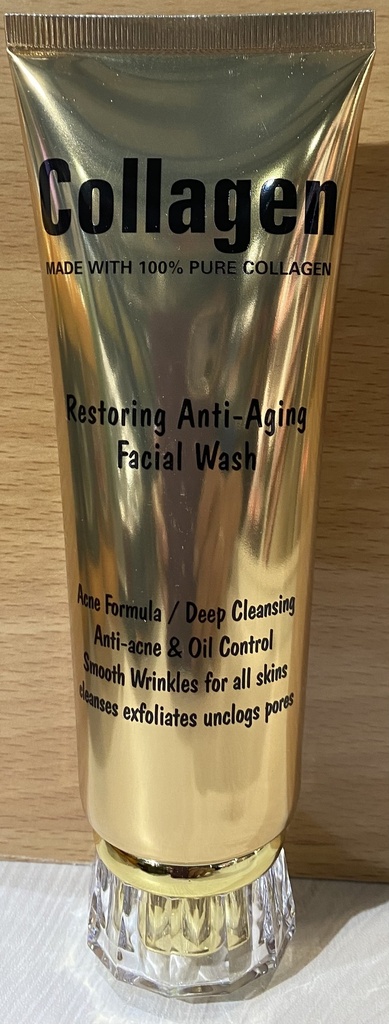 Collagen
MADE WITH 100% PURE COLLAGEN
Restoring Anti-Aging
Facial Wash
Acne Formula / Deep Cleansing
Anti-acne & Oil Control
Smooth Wrinkles for all skins
cleanses exfoliates unclogs pores